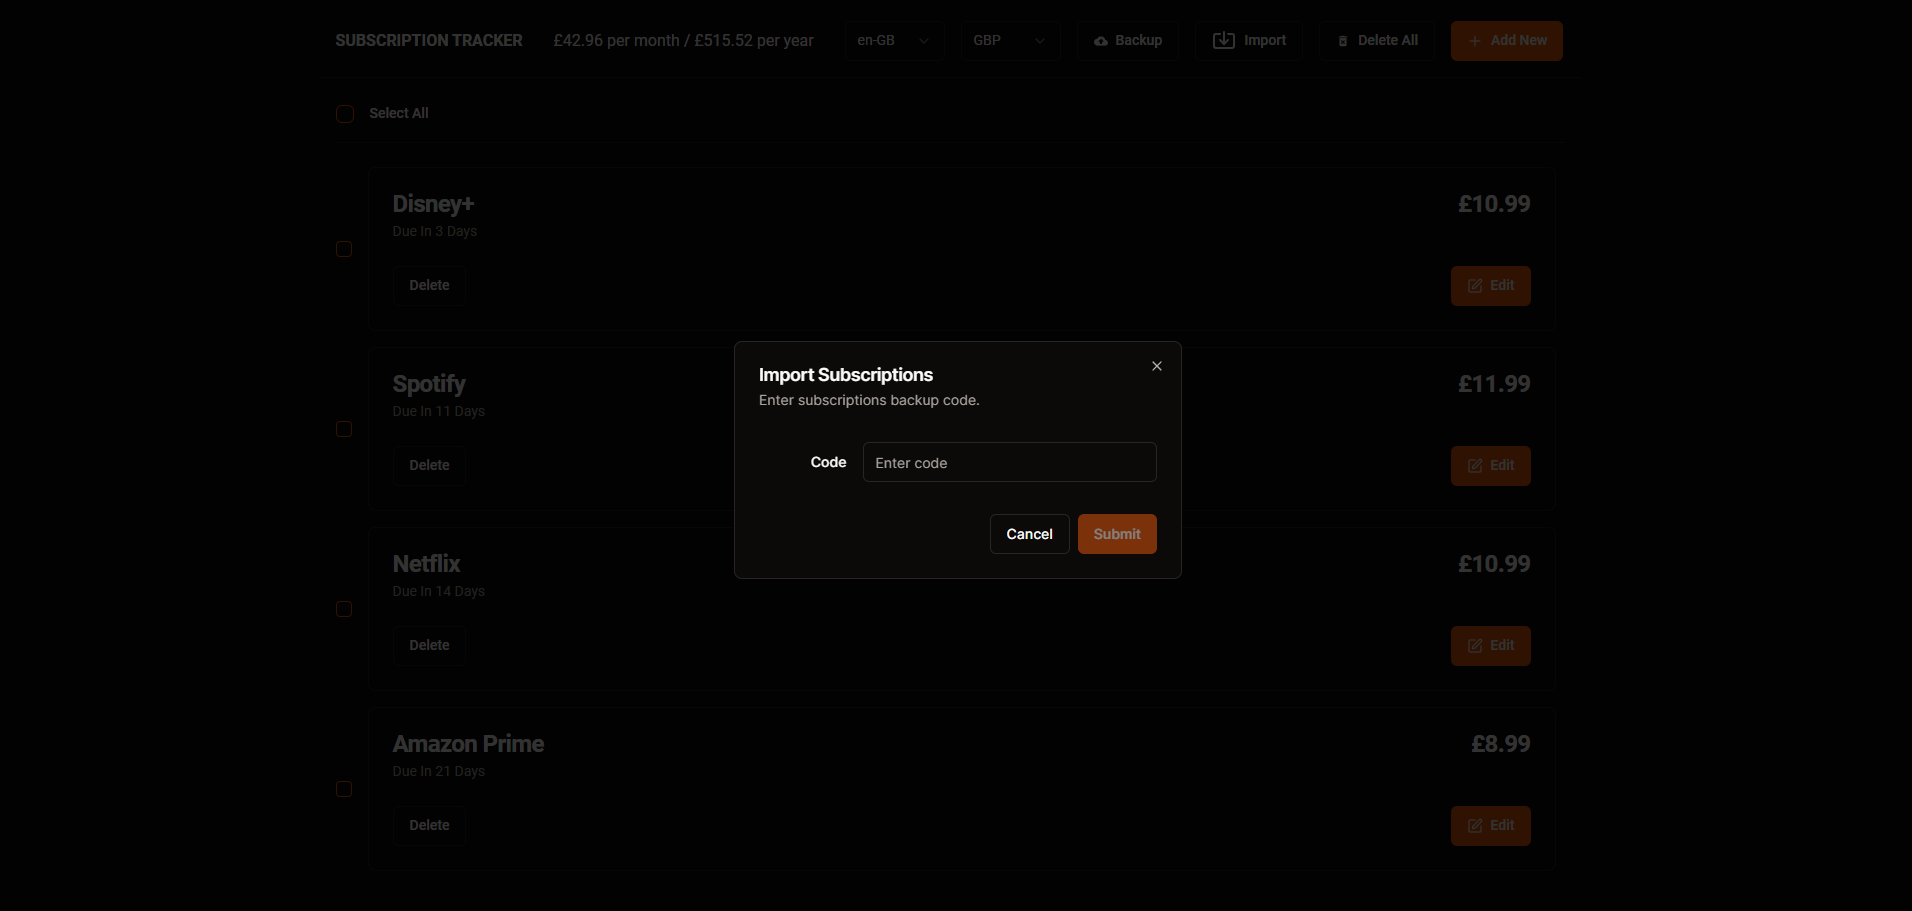 SUBSCRIPTION TRACKER £42.96 per month / £515.52 per year en-GB GBP Backup Import Delete All Add New
Select All
Disney+ £10.99
Due In 3 Days
Delete Edit
Spotify £11.99
Due In 11 Days
Delete Edit
Import Subscriptions
Enter subscriptions backup code.
Code Enter code
Cancel Submit
Netflix £10.99
Due In 14 Days
Delete Edit
Amazon Prime £8.99
Due In 21 Days
Delete Edit